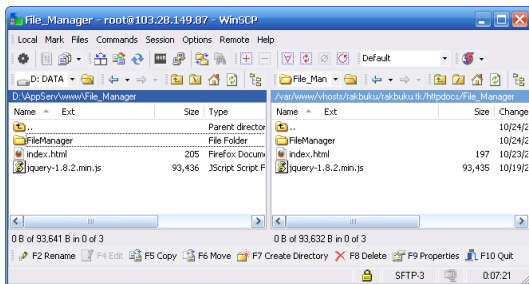 File_Manager - root@103.28.149.87 - WinSCP
Local Mark Files Commands Session Options Remote Help
Default
D: DATA
File_Man
D:\AppServ\www\File_Manager
/var/www/vhosts/rakbuku/rakbuku.tk/httpdocs/File_Manager
Name Ext Size Type
Name Ext Size Change
.. Parent director
.. 10/24/2
FileManager File Folder
FileManager 10/24/2
index.html 205 Firefox Docum
index.html 197 10/23/2
jquery-1.8.2.min.js 93,436 JScript Script F
jquery-1.8.2.min.js 93,435 10/19/2
0 B of 93,641 B in 0 of 3
0 B of 93,632 B in 0 of 3
F2 Rename F4 Edit F5 Copy F6 Move F7 Create Directory F8 Delete F9 Properties F10 Quit
SFTP-3 0:07:21